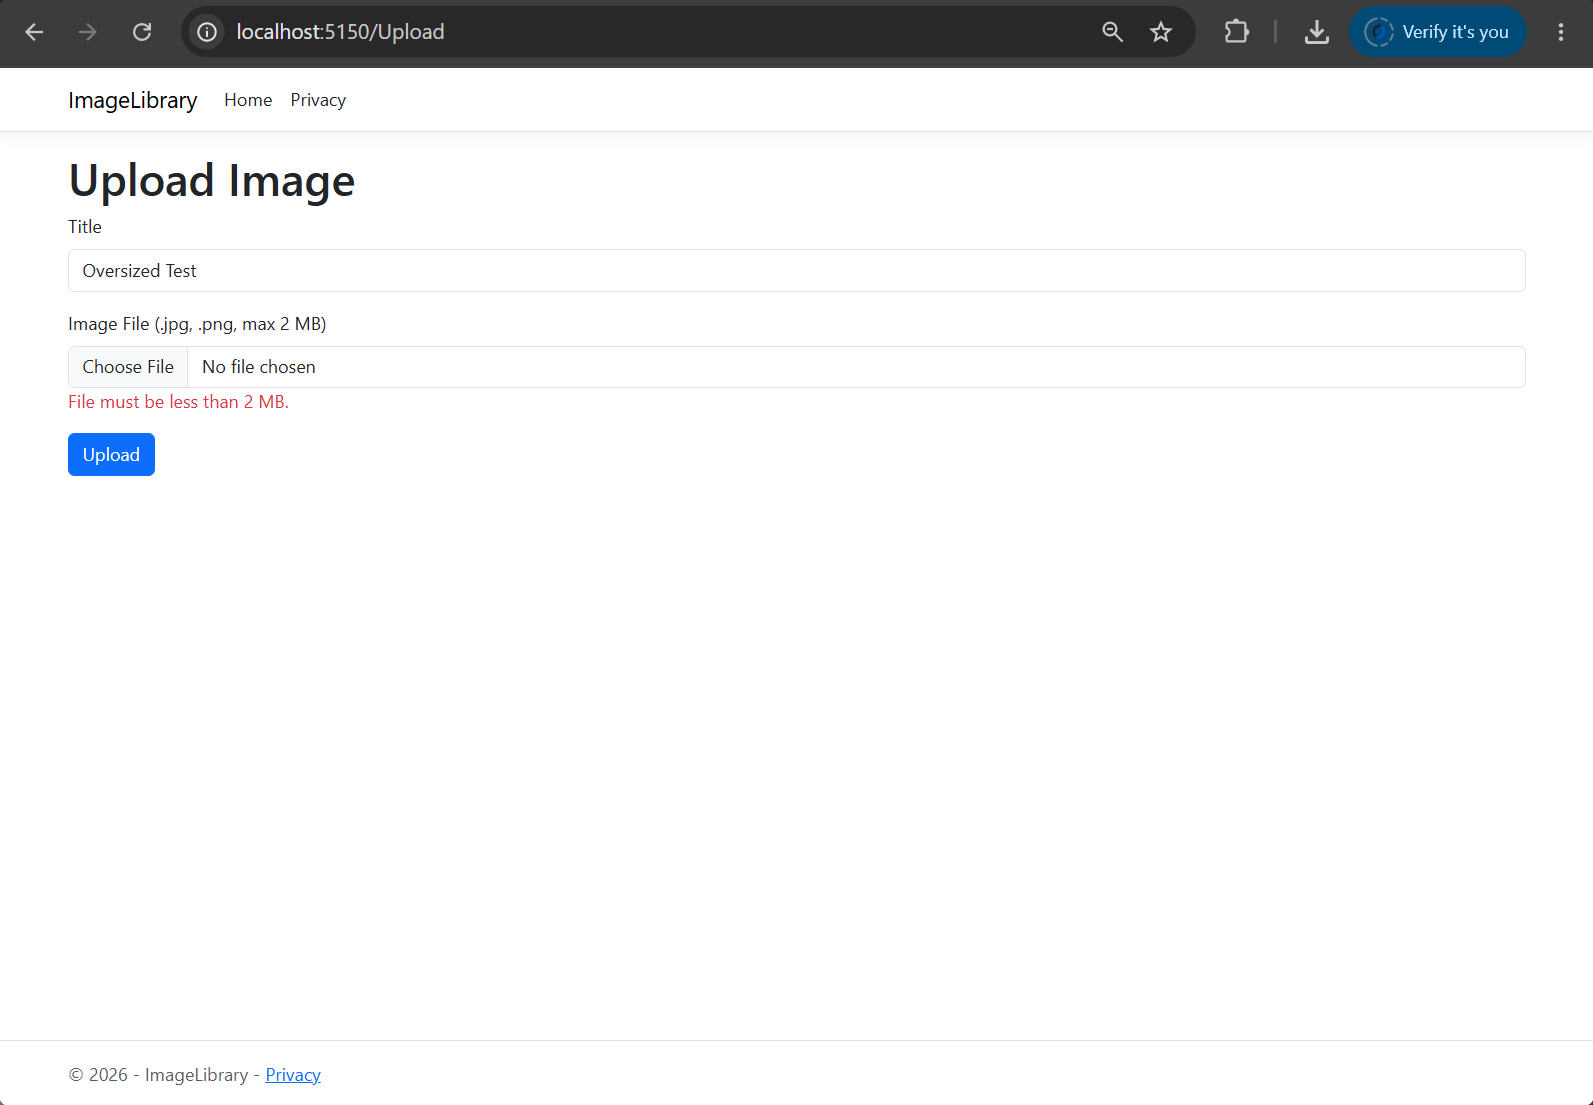 localhost:5150/Upload
Verify it's you
ImageLibrary Home Privacy
Upload Image
Title
Oversized Test
Image File (.jpg, .png, max 2 MB)
Choose File No file chosen
File must be less than 2 MB.
Upload
© 2026 - ImageLibrary - Privacy